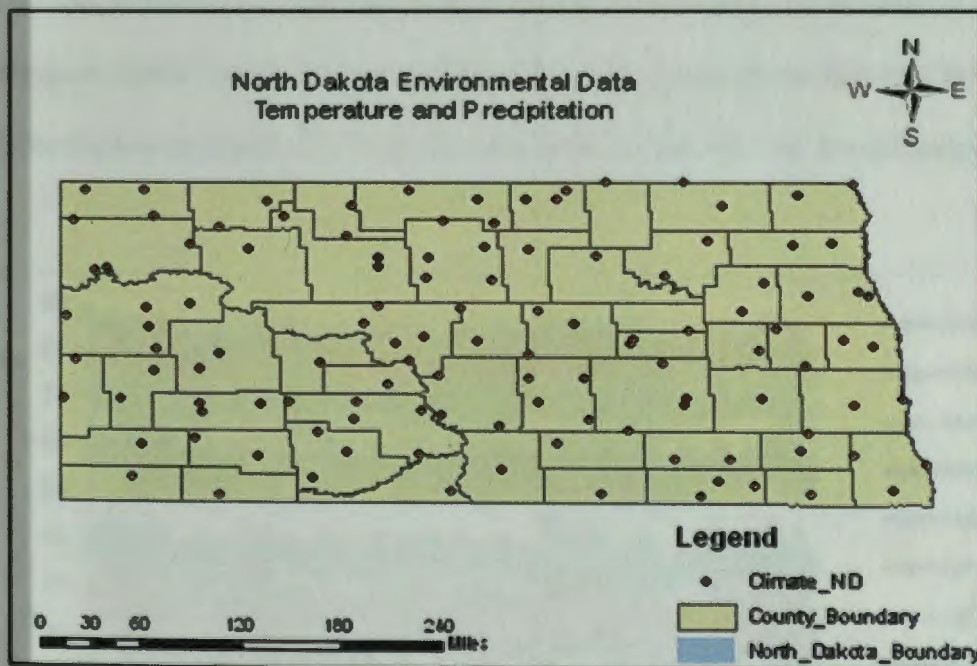 North Dakota Environmental Data
Temperature and Precipitation
N
W E
S
Legend
Climate_ND
County_Boundary
North_Dakota_Boundary
0 30 60 120 180 240
Miles